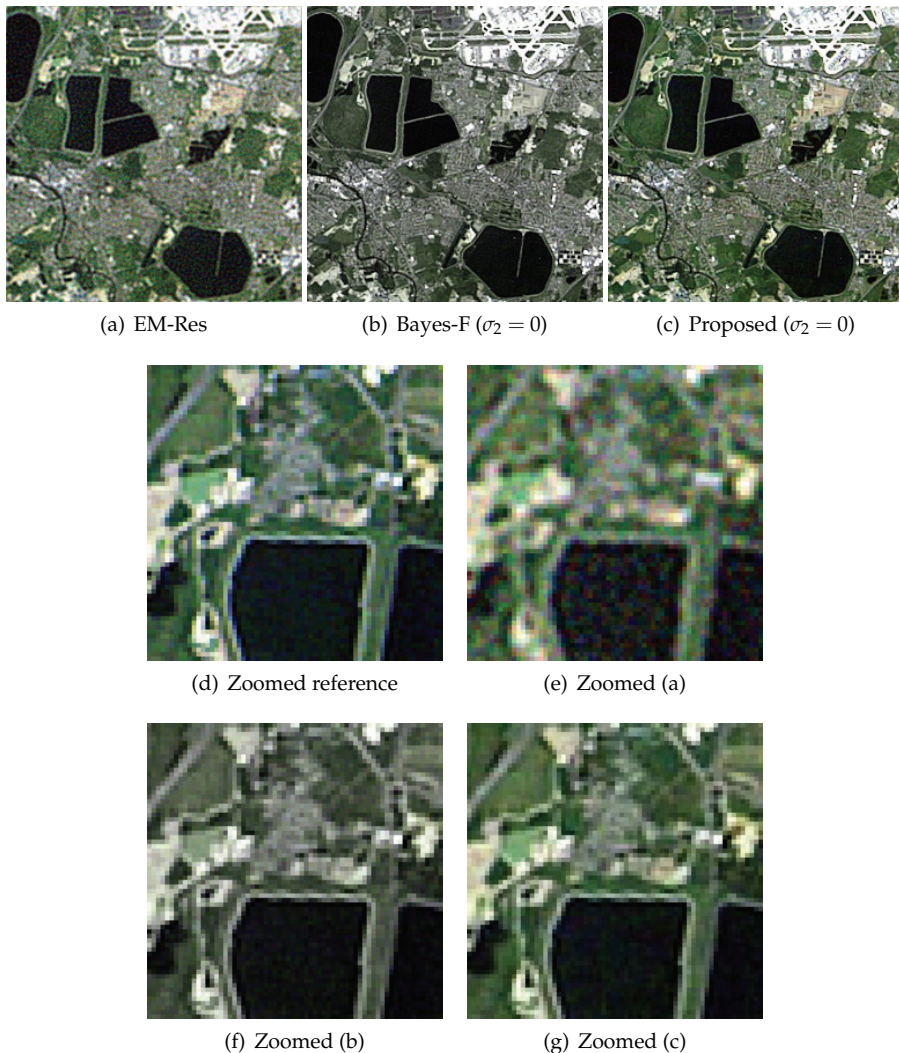 (a) EM-Res
(b) Bayes-F (σ₂ = 0)
(c) Proposed (σ₂ = 0)
(d) Zoomed reference
(e) Zoomed (a)
(f) Zoomed (b)
(g) Zoomed (c)